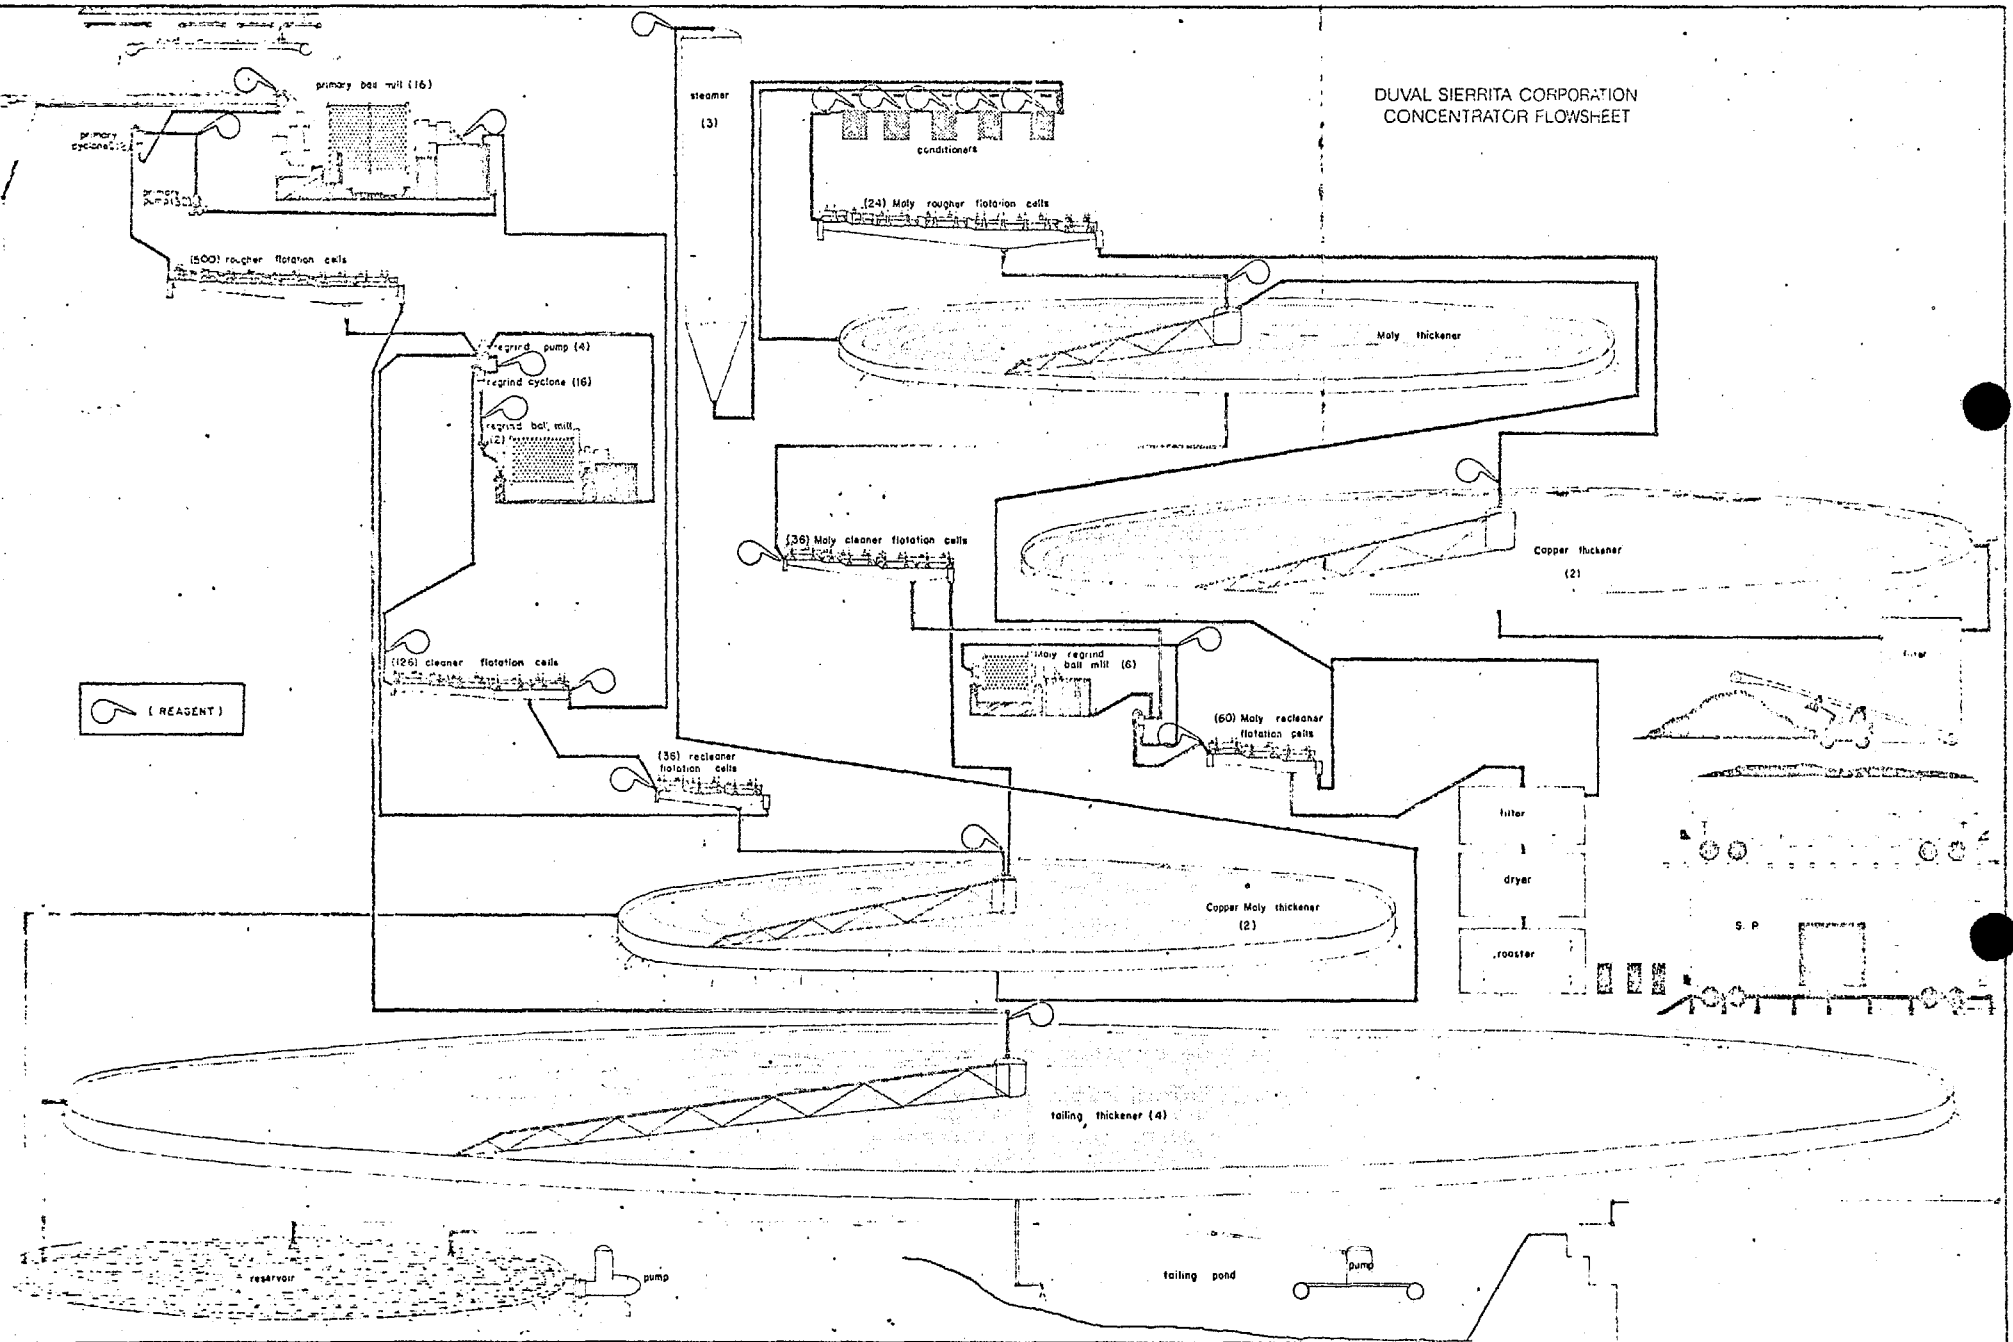 DUVAL SIERRITA CORPORATION
CONCENTRATOR FLOWSHEET
primary ball mill (16)
primary
steamer
(3)
conditioners
primary
(24) Moly rougher flotation cells
(500) rougher flotation cells
Moly thickener
regrind pump (4)
regrind cyclone (16)
regrind ball mill
(2)
(36) Moly cleaner flotation cells
Copper thickener
(2)
filter
(126) cleaner flotation cells
Moly regrind
ball mill (6)
(REAGENT)
(60) Moly recleaner
flotation cells
(36) recleaner
flotation cells
filter
dryer
Copper Moly thickener
(2)
S. P
roaster
tailing thickener (4)
reservoir
pump
tailing pond
pump